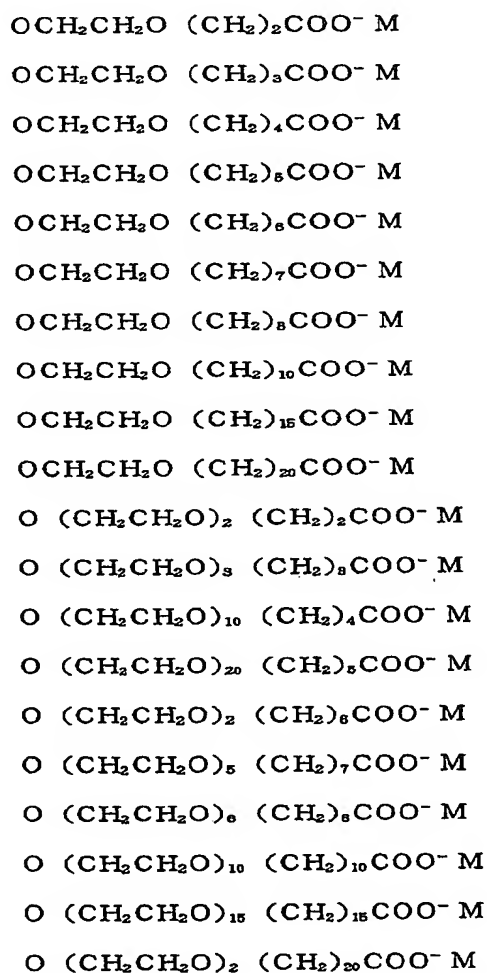 OCH₂CH₂O (CH₂)₂COO⁻ M
OCH₂CH₂O (CH₂)₃COO⁻ M
OCH₂CH₂O (CH₂)₄COO⁻ M
OCH₂CH₂O (CH₂)₅COO⁻ M
OCH₂CH₂O (CH₂)₆COO⁻ M
OCH₂CH₂O (CH₂)₇COO⁻ M
OCH₂CH₂O (CH₂)₈COO⁻ M
OCH₂CH₂O (CH₂)₁₀COO⁻ M
OCH₂CH₂O (CH₂)₁₅COO⁻ M
OCH₂CH₂O (CH₂)₂₀COO⁻ M
O (CH₂CH₂O)₂ (CH₂)₂COO⁻ M
O (CH₂CH₂O)₃ (CH₂)₃COO⁻ M
O (CH₂CH₂O)₁₀ (CH₂)₄COO⁻ M
O (CH₂CH₂O)₂₀ (CH₂)₅COO⁻ M
O (CH₂CH₂O)₂ (CH₂)₆COO⁻ M
O (CH₂CH₂O)₅ (CH₂)₇COO⁻ M
O (CH₂CH₂O)₆ (CH₂)₈COO⁻ M
O (CH₂CH₂O)₁₀ (CH₂)₁₀COO⁻ M
O (CH₂CH₂O)₁₅ (CH₂)₁₅COO⁻ M
O (CH₂CH₂O)₂ (CH₂)₂₀COO⁻ M